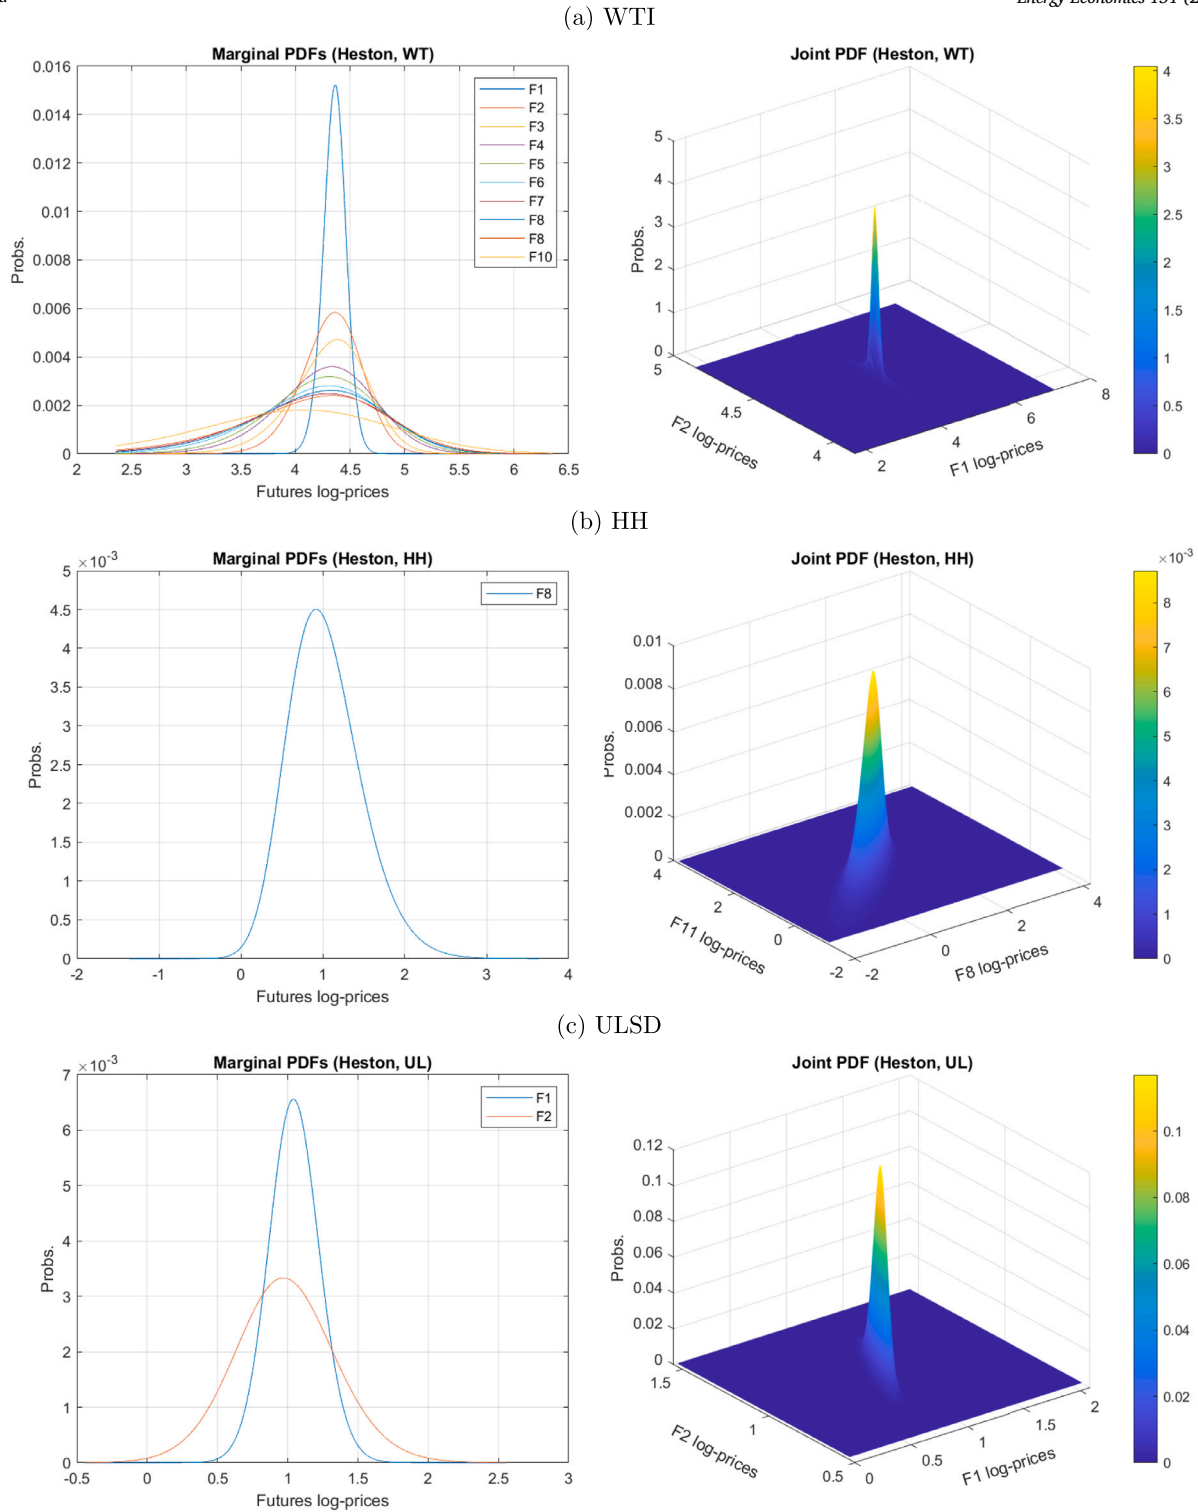 (a) WTI
Marginal PDFs (Heston, WT)
0.016
0.014
0.012
0.01
0.008
0.006
0.004
0.002
0
Probs.
2 2.5 3 3.5 4 4.5 5 5.5 6 6.5
Futures log-prices
F1
F2
F3
F4
F5
F6
F7
F8
F8
F10
Joint PDF (Heston, WT)
5
4
3
2
1
0
Probs.
5 4.5 4
F2 log-prices
2 4 6 8
F1 log-prices
4
3.5
3
2.5
2
1.5
1
0.5
0
(b) HH
Marginal PDFs (Heston, HH)
×10-3
5
4.5
4
3.5
3
2.5
2
1.5
1
0.5
0
Probs.
-2 -1 0 1 2 3 4
Futures log-prices
F8
Joint PDF (Heston, HH)
0.01
0.008
0.006
0.004
0.002
0
Probs.
4 2 0 -2
F11 log-prices
-2 0 2 4
F8 log-prices
×10-3
8
7
6
5
4
3
2
1
0
(c) ULSD
Marginal PDFs (Heston, UL)
×10-3
7
6
5
4
3
2
1
0
Probs.
-0.5 0 0.5 1 1.5 2 2.5 3
Futures log-prices
F1
F2
Joint PDF (Heston, UL)
0.12
0.1
0.08
0.06
0.04
0.02
0
Probs.
1.5 1 0.5
F2 log-prices
0 0.5 1 1.5 2
F1 log-prices
0.1
0.08
0.06
0.04
0.02
0